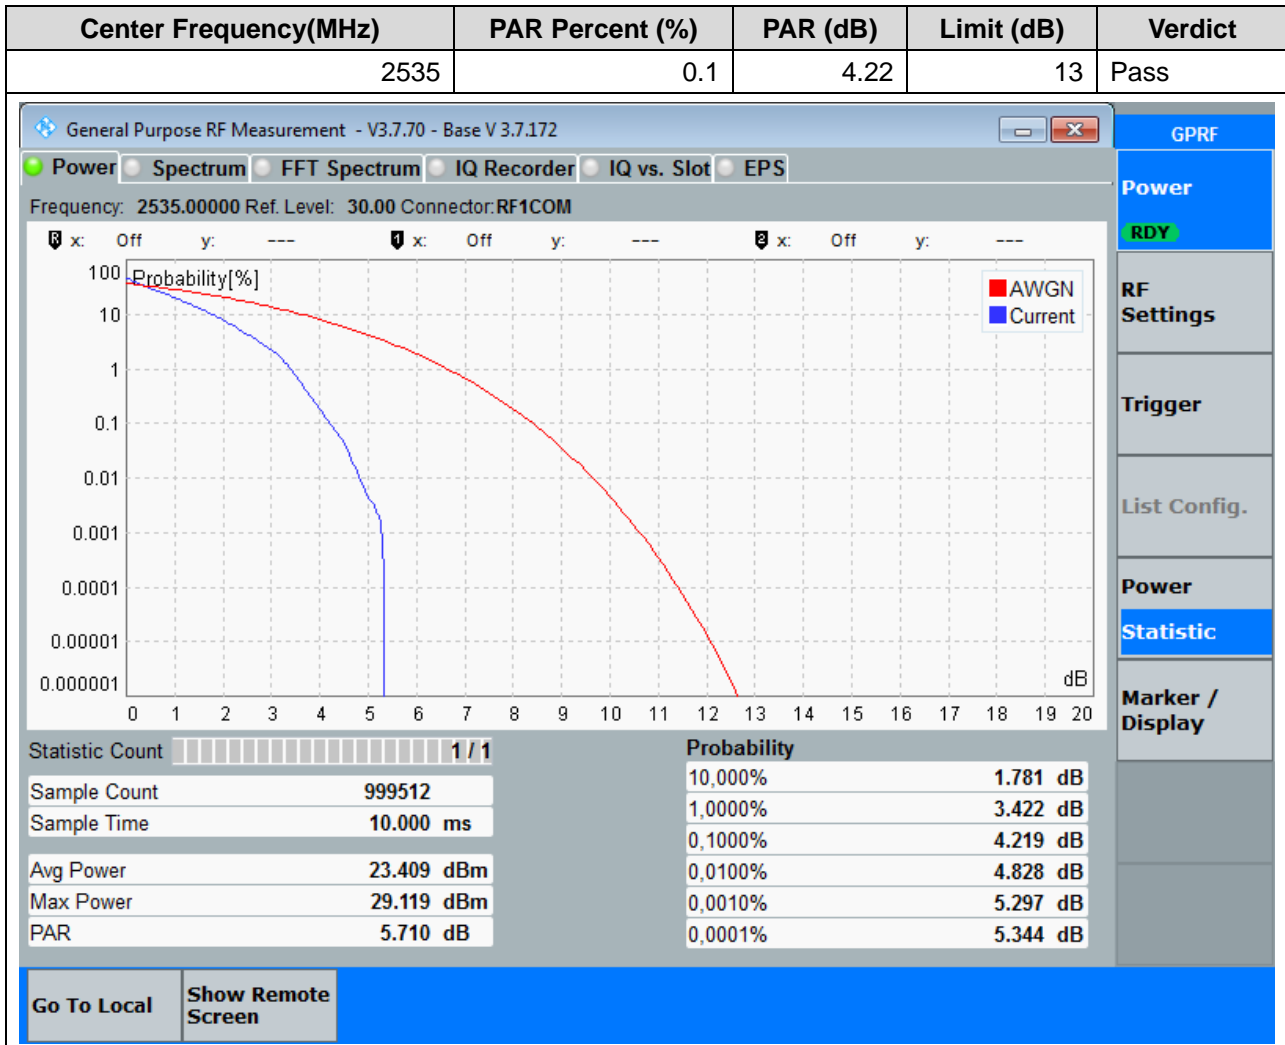 Center Frequency(MHz) PAR Percent (%) PAR (dB) Limit (dB) Verdict
2535 0.1 4.22 13 Pass
General Purpose RF Measurement - V3.7.70 - Base V 3.7.172
GPRF
Power Spectrum FFT Spectrum IQ Recorder IQ vs. Slot EPS
Frequency: 2535.00000 Ref. Level: 30.00 Connector:RF1COM
R x: Off y: --- 1 x: Off y: --- 2 x: Off y: ---
Probability[%]
AWGN
Current
100
10
1
0.1
0.01
0.001
0.0001
0.00001
0.000001
dB
0 1 2 3 4 5 6 7 8 9 10 11 12 13 14 15 16 17 18 19 20
Statistic Count 1 / 1
Sample Count 999512
Sample Time 10.000 ms
Avg Power 23.409 dBm
Max Power 29.119 dBm
PAR 5.710 dB
Probability
10,000% 1.781 dB
1,0000% 3.422 dB
0,1000% 4.219 dB
0,0100% 4.828 dB
0,0010% 5.297 dB
0,0001% 5.344 dB
Power
RDY
RF
Settings
Trigger
List Config.
Power
Statistic
Marker /
Display
Go To Local
Show Remote
Screen